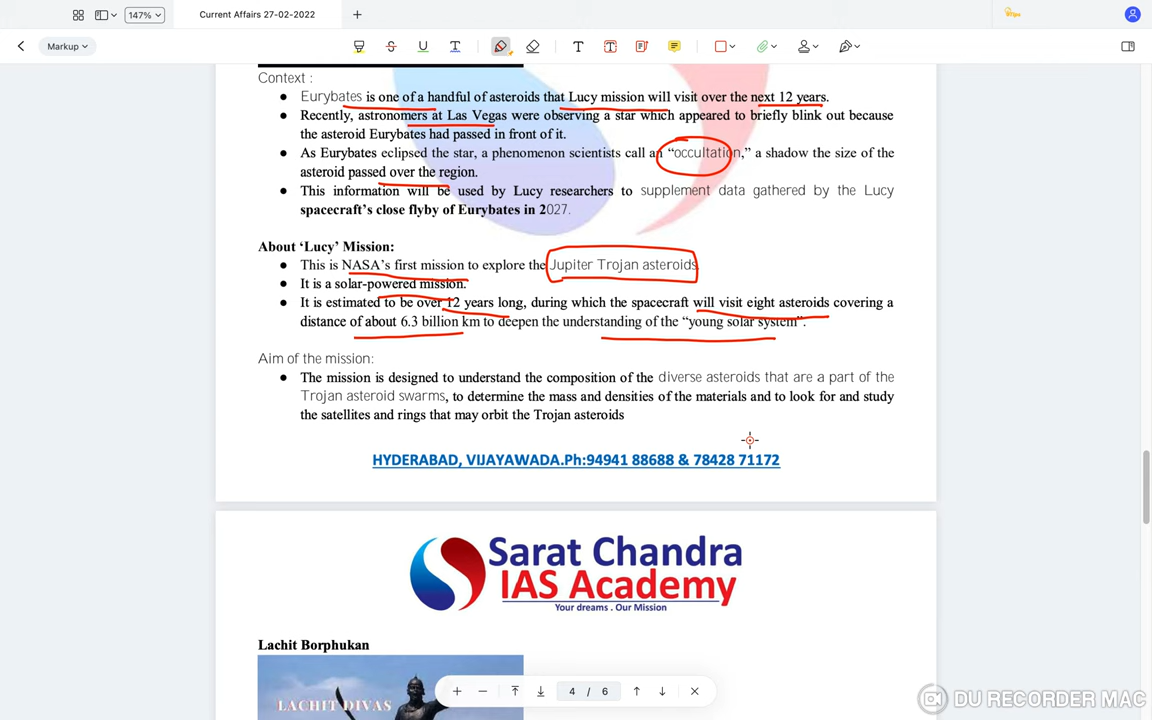 147%
Current Affairs 27-02-2022
Markup
Context :
● Eurybates is one of a handful of asteroids that Lucy mission will visit over the next 12 years.
● Recently, astronomers at Las Vegas were observing a star which appeared to briefly blink out because
the asteroid Eurybates had passed in front of it.
● As Eurybates eclipsed the star, a phenomenon scientists call an “occultation,” a shadow the size of the
asteroid passed over the region.
● This information will be used by Lucy researchers to supplement data gathered by the Lucy
spacecraft’s close flyby of Eurybates in 2027.
About ‘Lucy’ Mission:
● This is NASA’s first mission to explore the Jupiter Trojan asteroids
● It is a solar-powered mission.
● It is estimated to be over 12 years long, during which the spacecraft will visit eight asteroids covering a
distance of about 6.3 billion km to deepen the understanding of the “young solar system”.
Aim of the mission:
● The mission is designed to understand the composition of the diverse asteroids that are a part of the
Trojan asteroid swarms, to determine the mass and densities of the materials and to look for and study
the satellites and rings that may orbit the Trojan asteroids
HYDERABAD, VIJAYAWADA.Ph:94941 88688 & 78428 71172
Sarat Chandra
IAS Academy
Your dreams . Our Mission
Lachit Borphukan
LACHIT DIVAS
4 / 6
DU RECORDER MAC